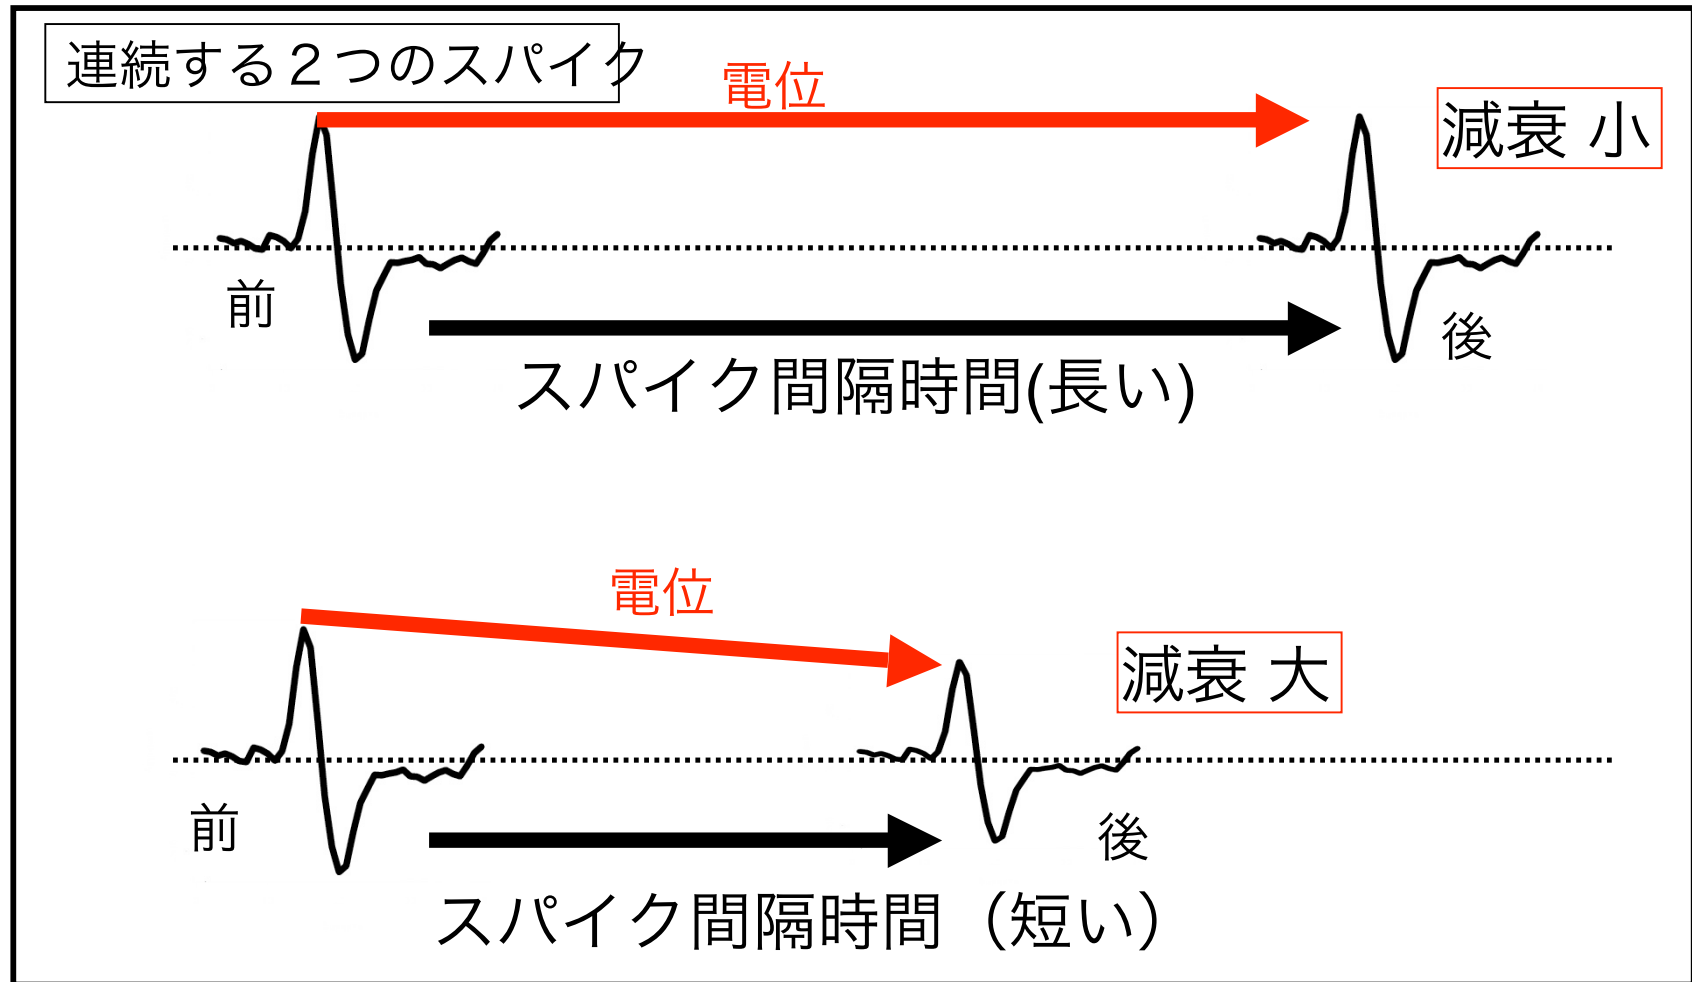 連続する２つのスパイク
電位
減衰 小
前
後
スパイク間隔時間(長い)
電位
減衰 大
前
後
スパイク間隔時間（短い）